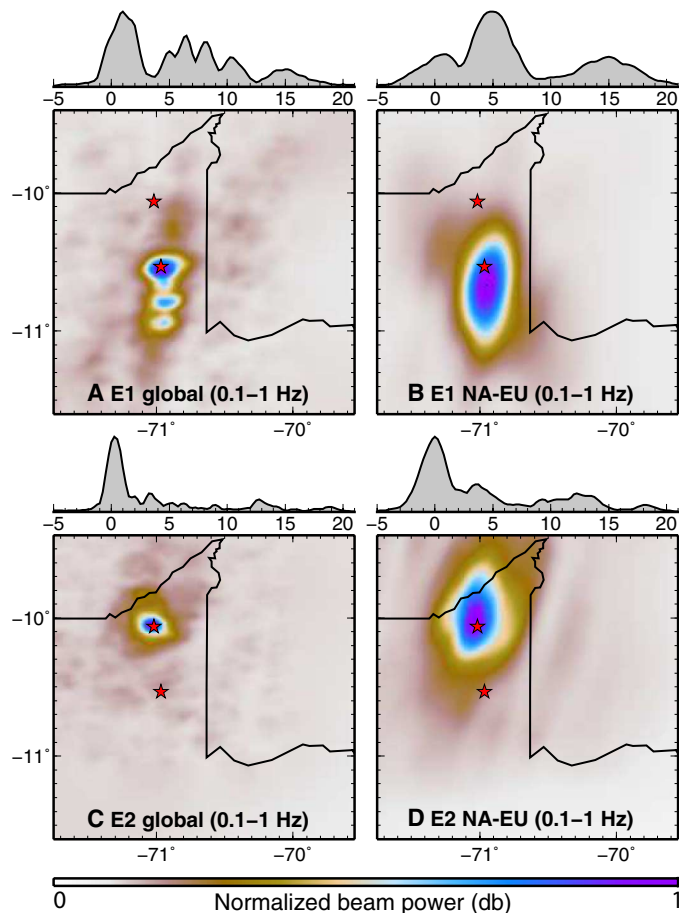 −5 0 5 10 15 20 −5 0 5 10 15 20
−10˚
−11˚
A E1 global (0.1−1 Hz)
B E1 NA-EU (0.1−1 Hz)
−71˚ −70˚ −71˚ −70˚
−5 0 5 10 15 20 −5 0 5 10 15 20
−10˚
−11˚
C E2 global (0.1−1 Hz)
D E2 NA-EU (0.1−1 Hz)
−71˚ −70˚ −71˚ −70˚
0 Normalized beam power (db) 1